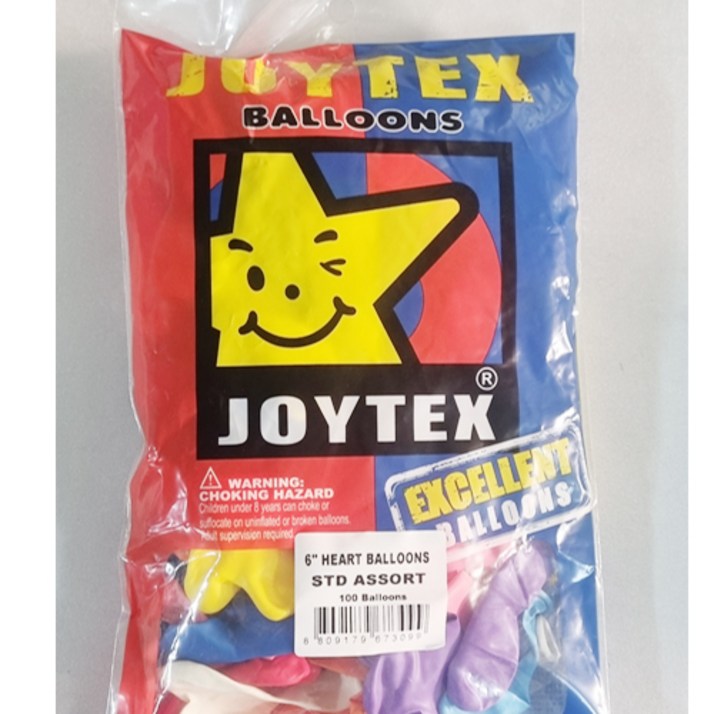 JOYTEX
BALLOONS
JOYTEX®
WARNING:
CHOKING HAZARD
Children under 8 years can choke or
suffocate on uninflated or broken balloons.
Adult supervision required.
EXCELLENT
BALLOONS
6" HEART BALLOONS
STD ASSORT
100 Balloons